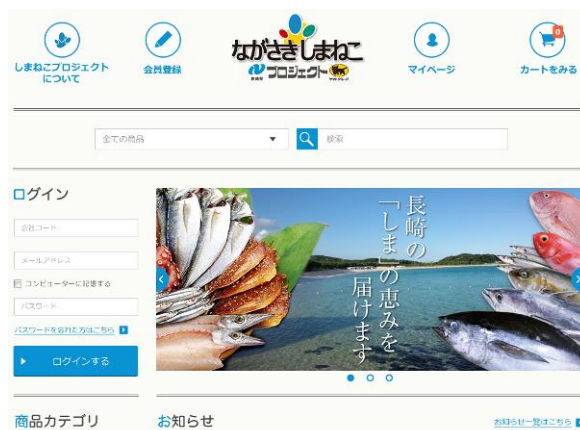 しまねこプロジェクト
について
会員登録
ながさきしまねこ
プロジェクト
マイページ
0
カートをみる
全ての商品
検索
ログイン
会社コード
メールアドレス
コンピューターに記憶する
パスワード
パスワードを忘れた方はこちら
ログインする
長崎の
「しま」の恵みを
届けます
商品カテゴリ
お知らせ
お知らせ一覧はこちら